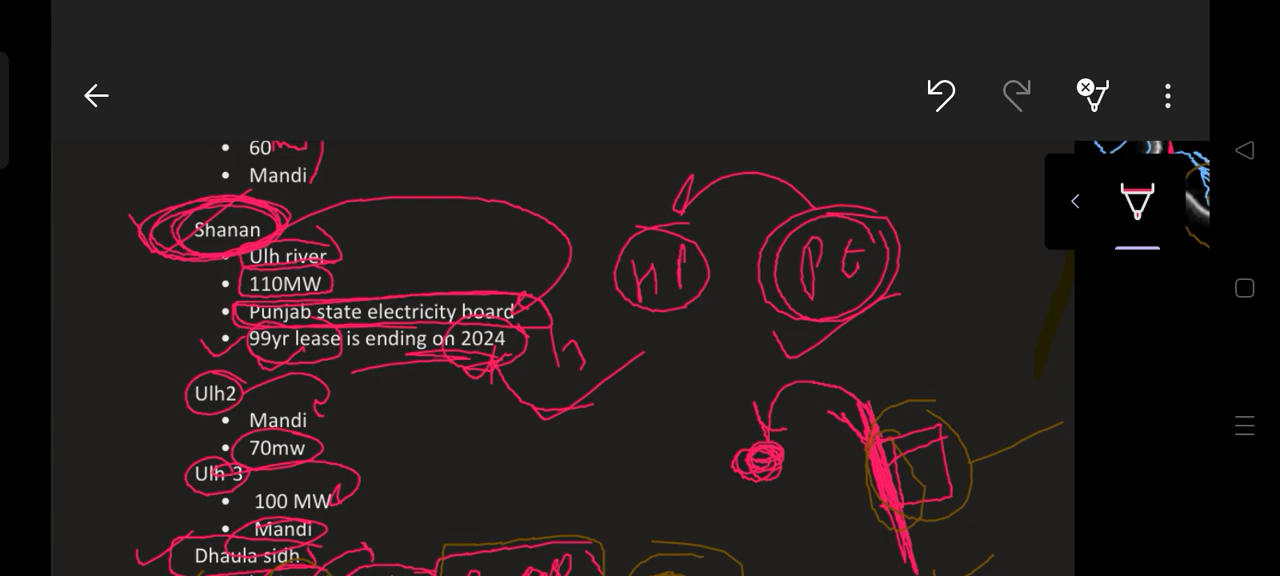 60
Mandi
Shanan
Ulh river
110MW
Punjab state electricity board
99yr lease is ending on 2024
HP
Ulh2
Mandi
70mw
Ulh 3
100 MW
Mandi
Dhaula sidh